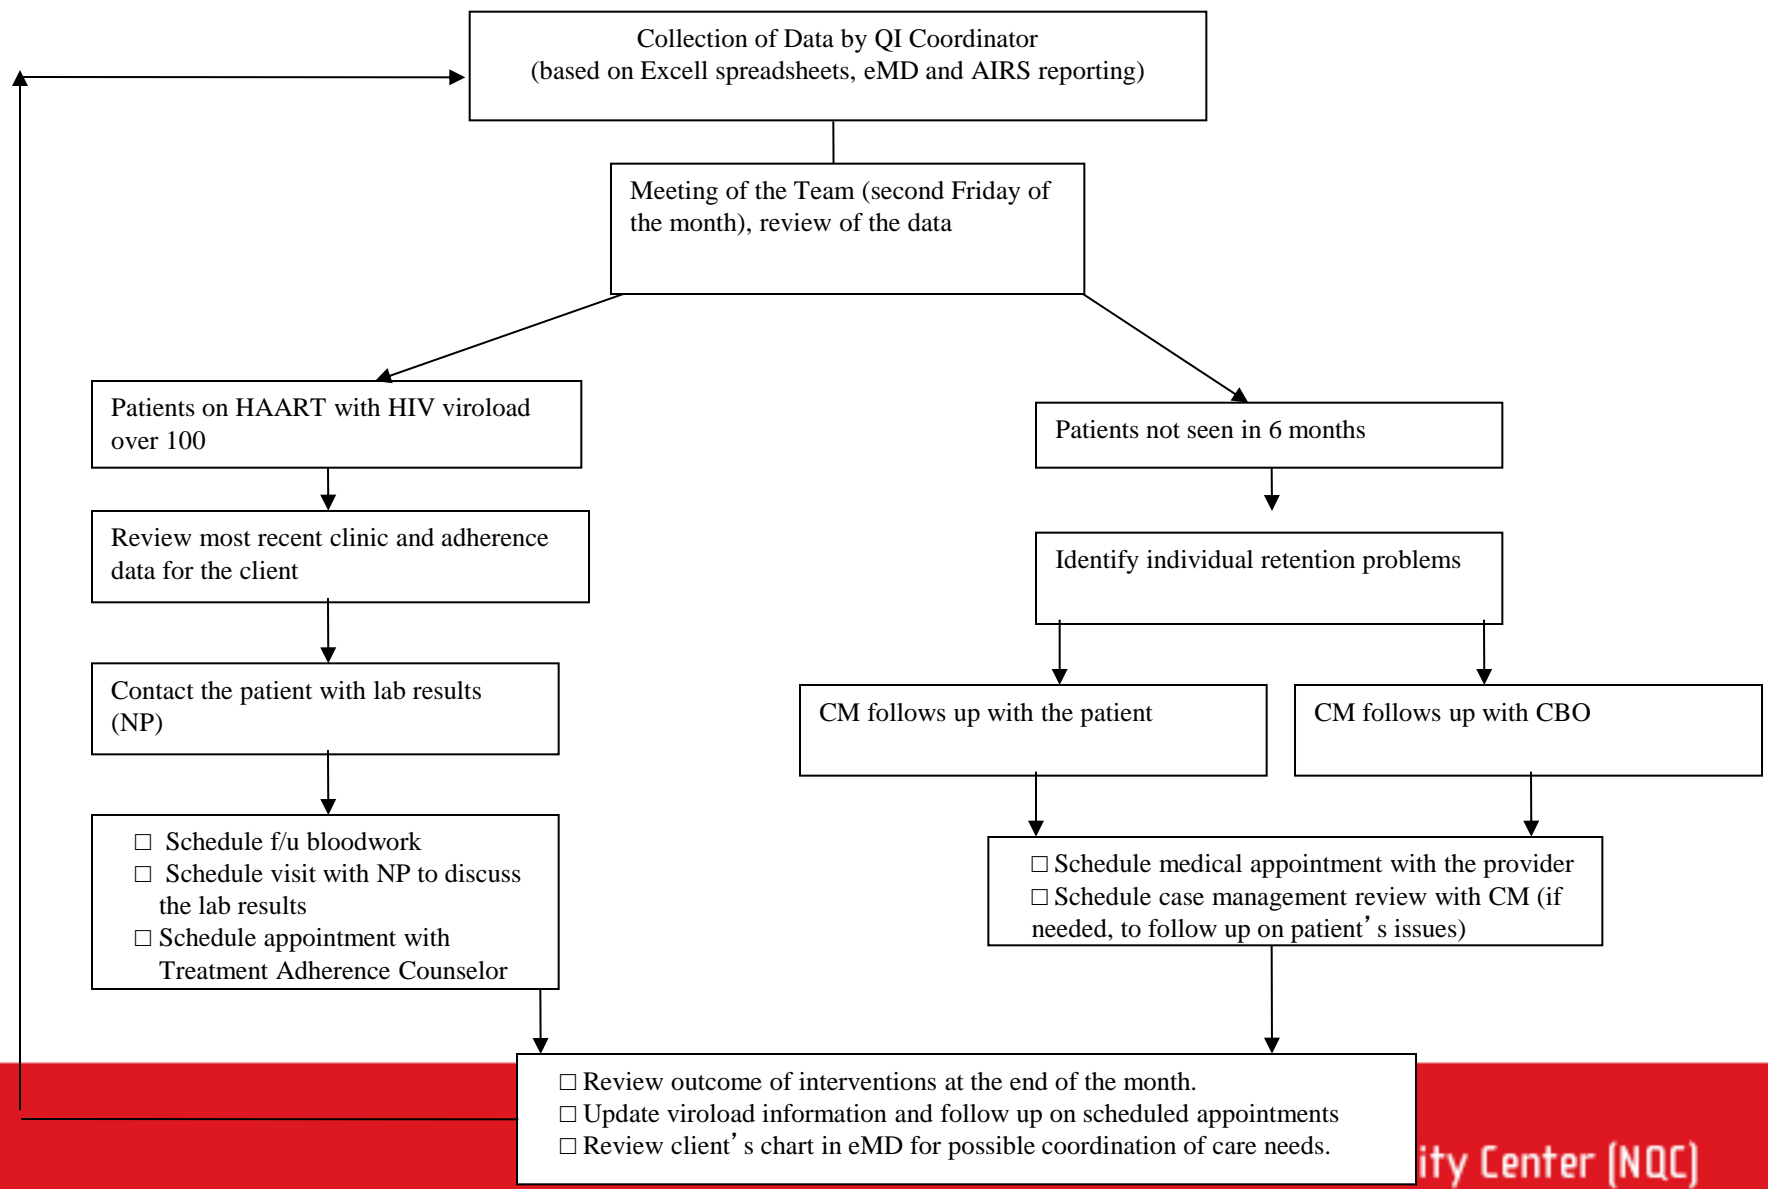 Collection of Data by QI Coordinator
(based on Excell spreadsheets, eMD and AIRS reporting)
Meeting of the Team (second Friday of
the month), review of the data
Patients on HAART with HIV viroload
over 100
Patients not seen in 6 months
Review most recent clinic and adherence
data for the client
Identify individual retention problems
Contact the patient with lab results
(NP)
CM follows up with the patient
CM follows up with CBO
□ Schedule f/u bloodwork
□ Schedule visit with NP to discuss
the lab results
□ Schedule appointment with
Treatment Adherence Counselor
□ Schedule medical appointment with the provider
□ Schedule case management review with CM (if
needed, to follow up on patient’s issues)
□ Review outcome of interventions at the end of the month.
□ Update viroload information and follow up on scheduled appointments
□ Review client’s chart in eMD for possible coordination of care needs.
ity Center (NQC)